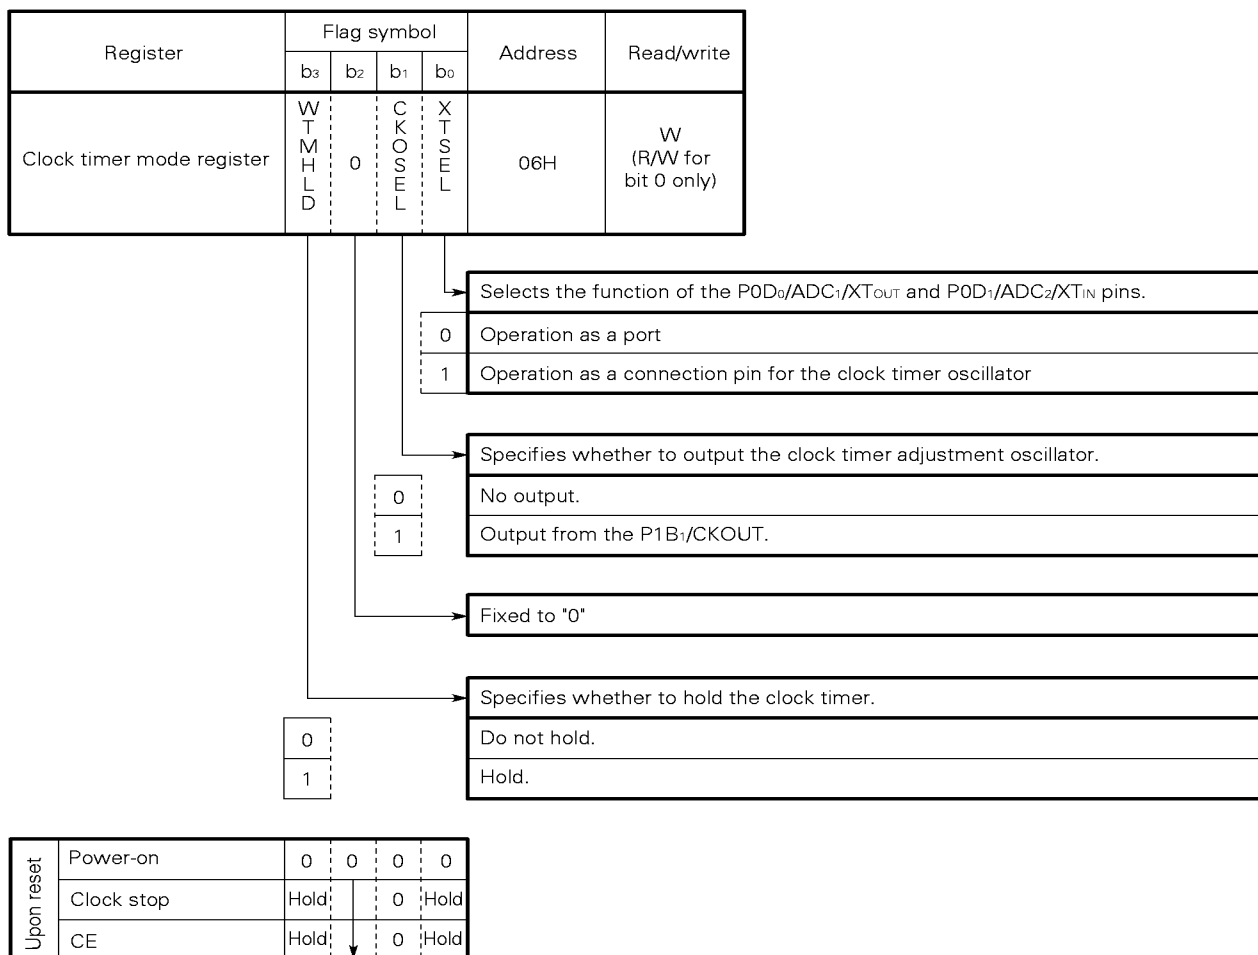 Register
Flag symbol
Address
Read/write
b3 b2 b1 b0
Clock timer mode register
WTMHLD
0
CKOSEL
XTSEL
06H
W
(R/W for
bit 0 only)
Selects the function of the P0D0/ADC1/XTOUT and P0D1/ADC2/XTIN pins.
0 Operation as a port
1 Operation as a connection pin for the clock timer oscillator
Specifies whether to output the clock timer adjustment oscillator.
0 No output.
1 Output from the P1B1/CKOUT.
Fixed to "0"
Specifies whether to hold the clock timer.
0 Do not hold.
1 Hold.
Upon reset
Power-on 0 0 0 0
Clock stop Hold 0 Hold
CE Hold 0 Hold